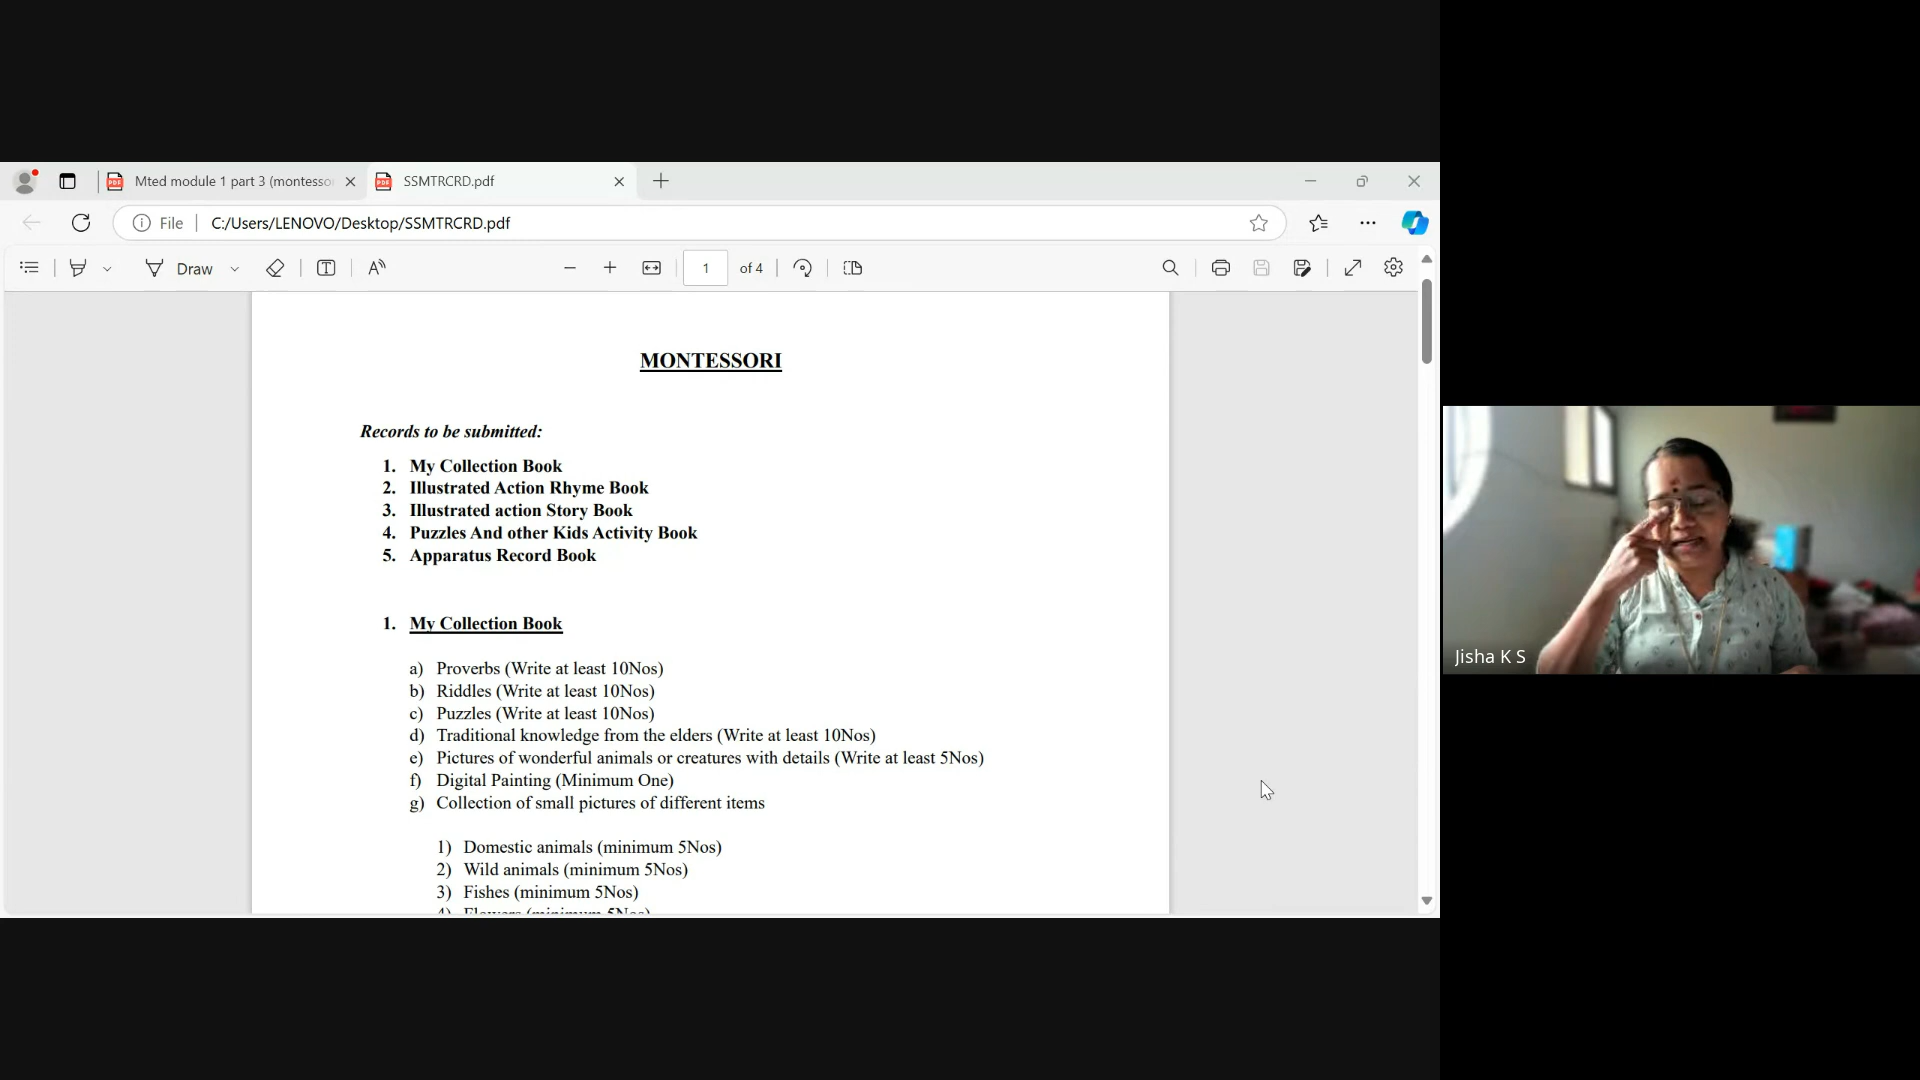 Mted module 1 part 3 (montesso
SSMTRCRD.pdf
File
C:/Users/LENOVO/Desktop/SSMTRCRD.pdf
Draw
1 of 4
MONTESSORI
Records to be submitted:
1. My Collection Book
2. Illustrated Action Rhyme Book
3. Illustrated action Story Book
4. Puzzles And other Kids Activity Book
5. Apparatus Record Book
1. My Collection Book
a) Proverbs (Write at least 10Nos)
b) Riddles (Write at least 10Nos)
c) Puzzles (Write at least 10Nos)
d) Traditional knowledge from the elders (Write at least 10Nos)
e) Pictures of wonderful animals or creatures with details (Write at least 5Nos)
f) Digital Painting (Minimum One)
g) Collection of small pictures of different items
1) Domestic animals (minimum 5Nos)
2) Wild animals (minimum 5Nos)
3) Fishes (minimum 5Nos)
4) Flowers (minimum 5Nos)
Jisha K S